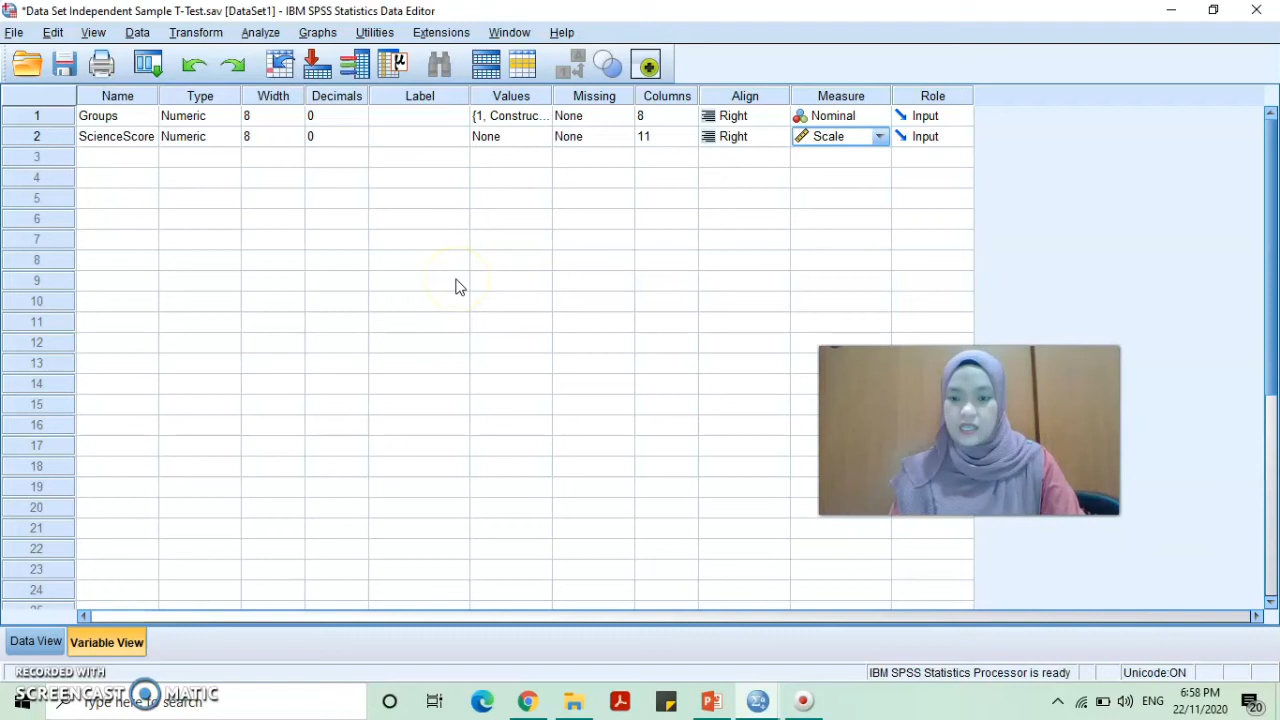 *Data Set Independent Sample T-Test.sav [DataSet1] - IBM SPSS Statistics Data Editor
File Edit View Data Transform Analyze Graphs Utilities Extensions Window Help
Name Type Width Decimals Label Values Missing Columns Align Measure Role
1 Groups Numeric 8 0 {1, Construc... None 8 Right Nominal Input
2 ScienceScore Numeric 8 0 None None 11 Right Scale Input
3
4
5
6
7
8
9
10
11
12
13
14
15
16
17
18
19
20
21
22
23
24
Data View Variable View
RECORDED WITH
IBM SPSS Statistics Processor is ready Unicode:ON
SCREENCAST MATIC
Type here to search
ENG 6:58 PM
22/11/2020 20